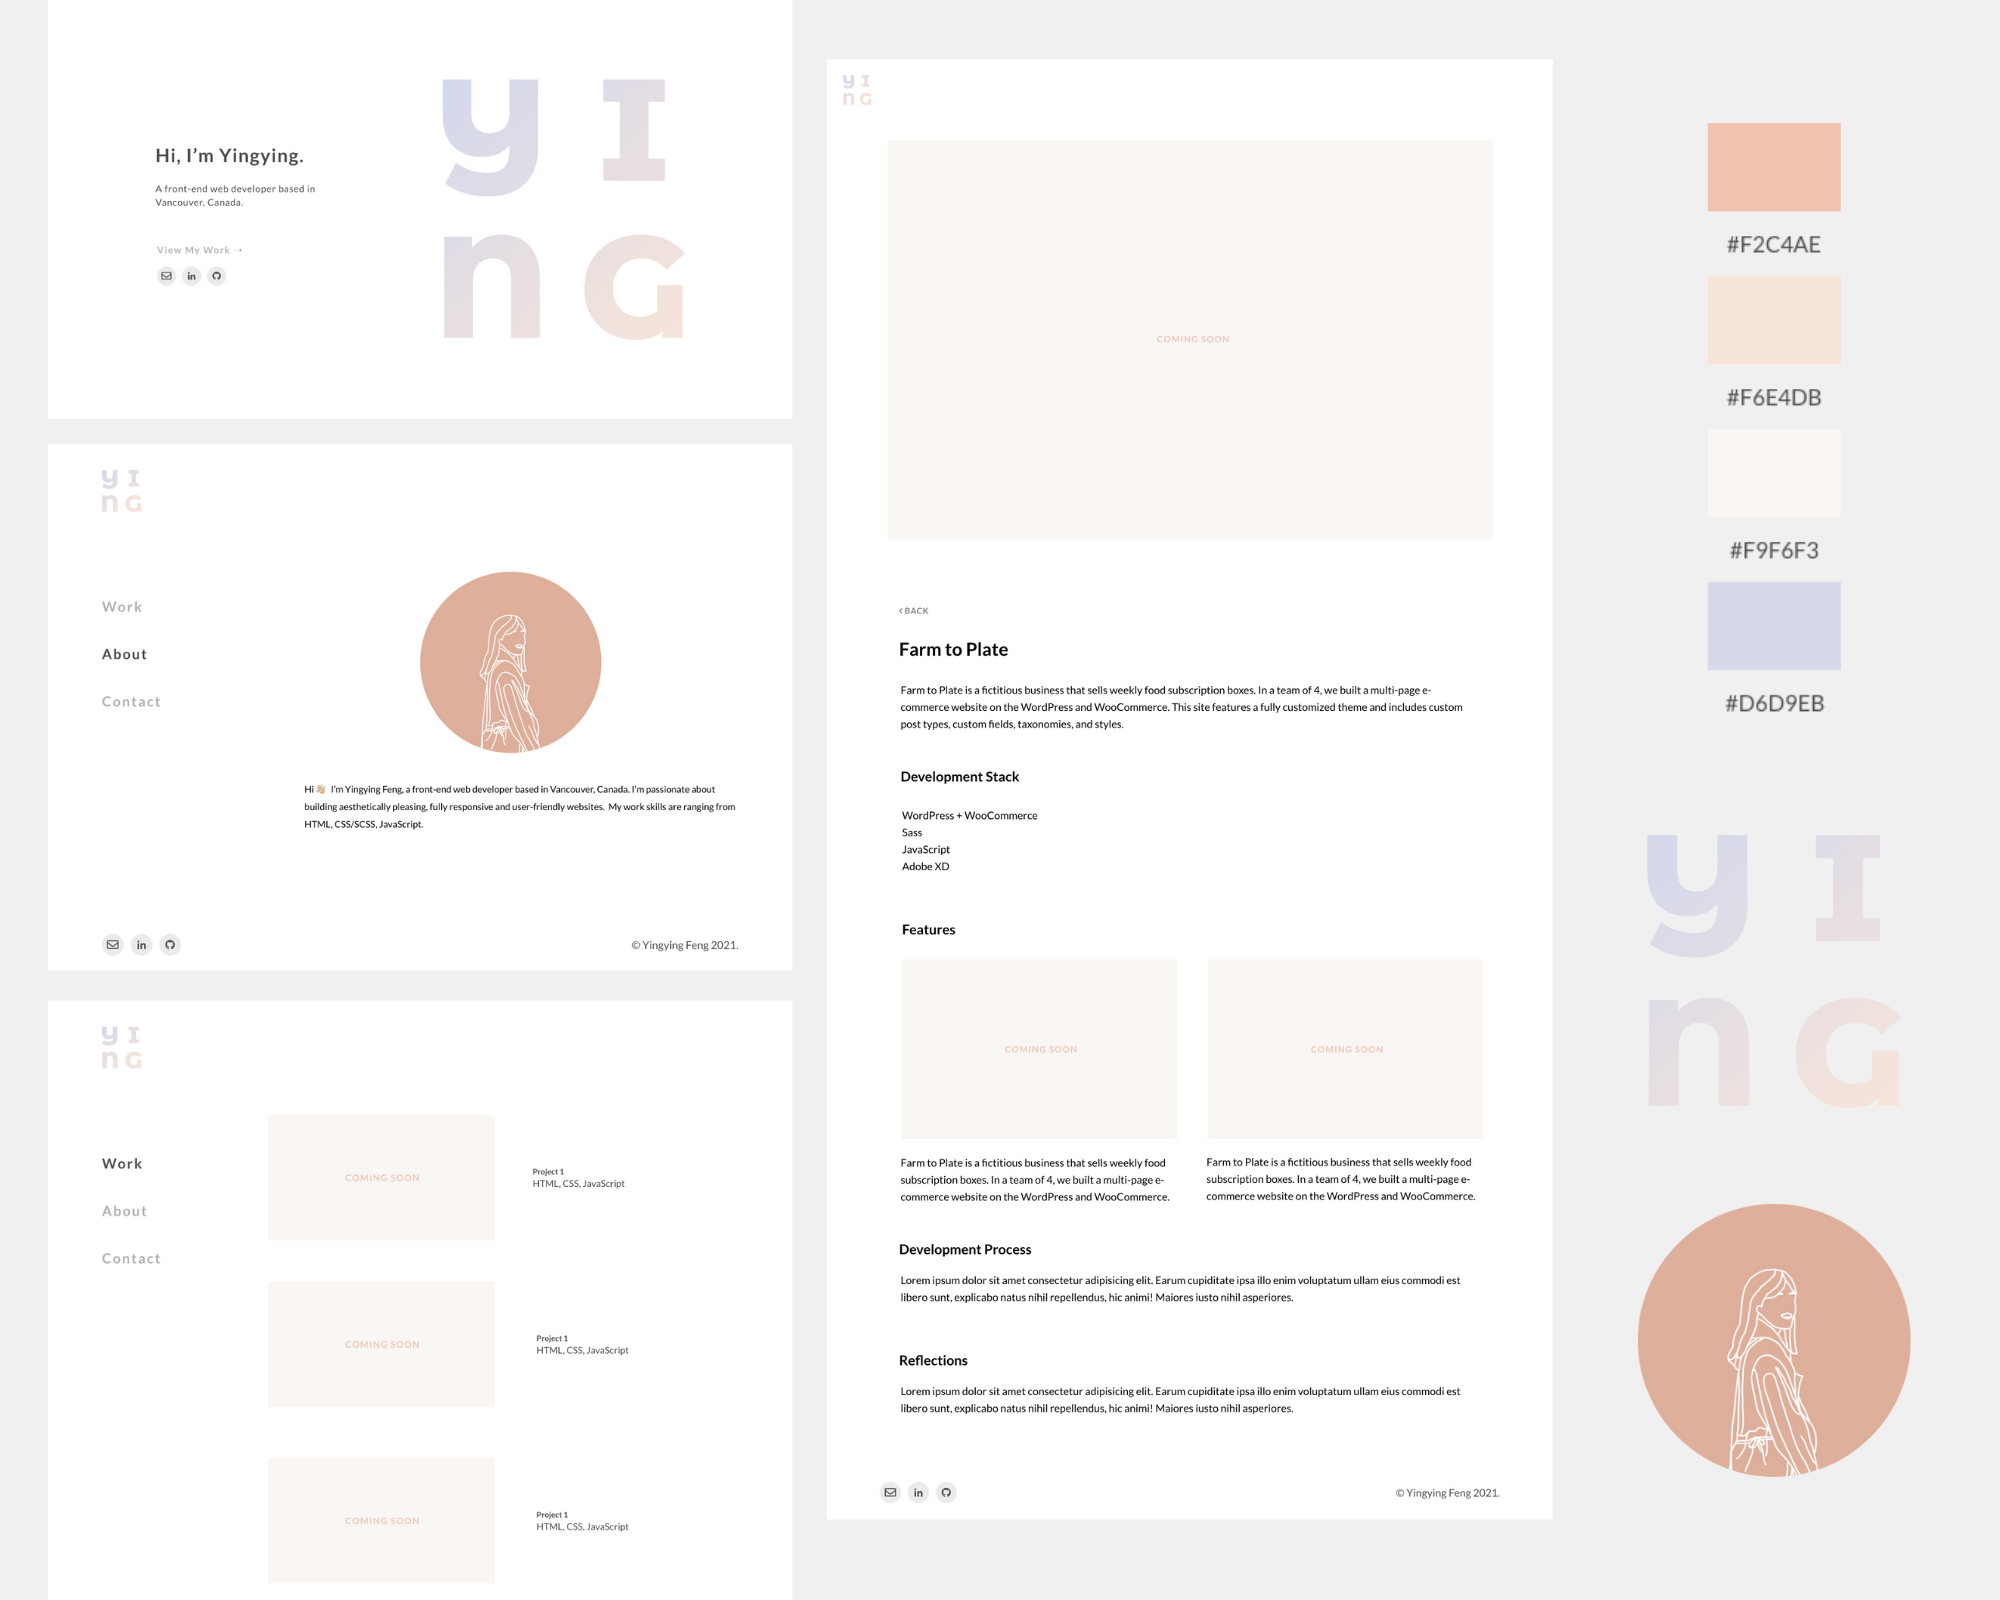 y I
n G
Hi, I'm Yingying.
A front-end web developer based in
Vancouver, Canada.
View My Work →
in
y I
n G
Work
About
Contact
Hi 👋🏼 I'm Yingying Feng, a front-end web developer based in Vancouver, Canada. I'm passionate about
building aesthetically pleasing, fully responsive and user-friendly websites. My work skills are ranging from
HTML, CSS/SCSS, JavaScript.
in
© Yingying Feng 2021.
y I
n G
Work
About
Contact
COMING SOON
Project 1
HTML, CSS, JavaScript
COMING SOON
Project 1
HTML, CSS, JavaScript
COMING SOON
Project 1
HTML, CSS, JavaScript
y I
n G
COMING SOON
‹ BACK
Farm to Plate
Farm to Plate is a fictitious business that sells weekly food subscription boxes. In a team of 4, we built a multi-page e-
commerce website on the WordPress and WooCommerce. This site features a fully customized theme and includes custom
post types, custom fields, taxonomies, and styles.
Development Stack
WordPress + WooCommerce
Sass
JavaScript
Adobe XD
Features
COMING SOON
Farm to Plate is a fictitious business that sells weekly food
subscription boxes. In a team of 4, we built a multi-page e-
commerce website on the WordPress and WooCommerce.
COMING SOON
Farm to Plate is a fictitious business that sells weekly food
subscription boxes. In a team of 4, we built a multi-page e-
commerce website on the WordPress and WooCommerce.
Development Process
Lorem ipsum dolor sit amet consectetur adipisicing elit. Earum cupiditate ipsa illo enim voluptatum ullam eius commodi est
libero sunt, explicabo natus nihil repellendus, hic animi! Maiores iusto nihil asperiores.
Reflections
Lorem ipsum dolor sit amet consectetur adipisicing elit. Earum cupiditate ipsa illo enim voluptatum ullam eius commodi est
libero sunt, explicabo natus nihil repellendus, hic animi! Maiores iusto nihil asperiores.
in
© Yingying Feng 2021.
#F2C4AE
#F6E4DB
#F9F6F3
#D6D9EB
y I
n G